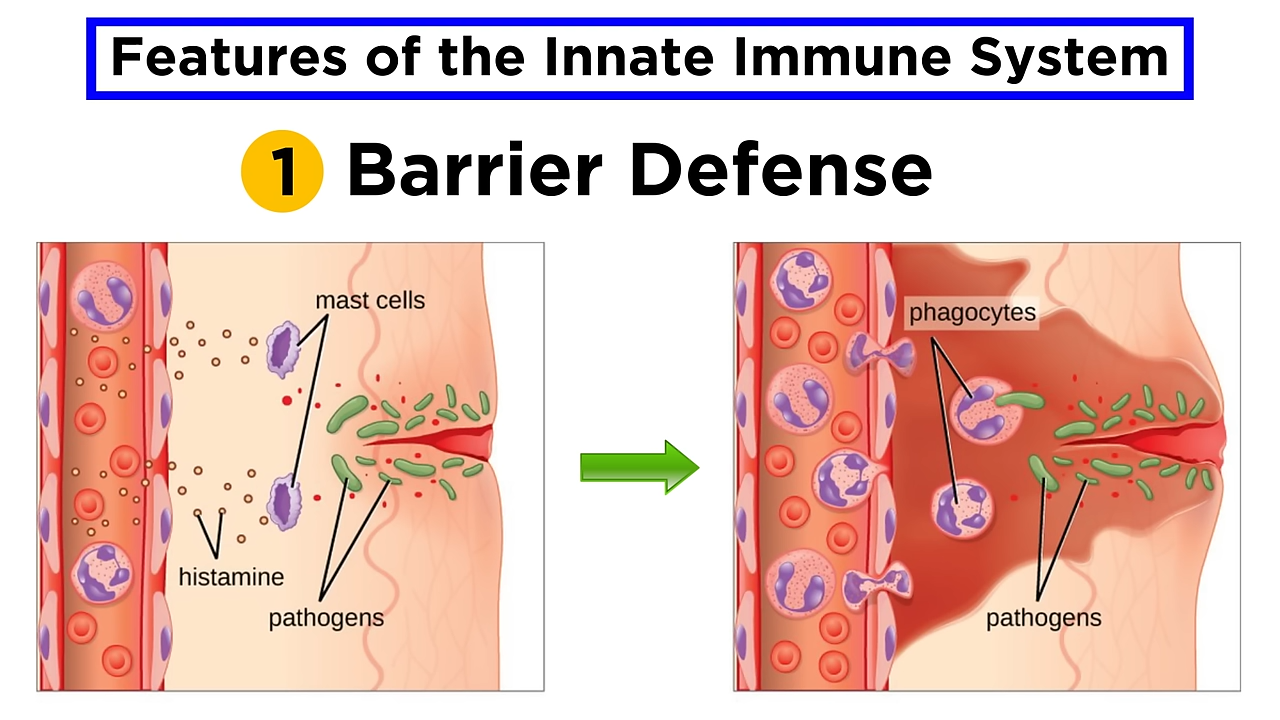 Features of the Innate Immune System
1 Barrier Defense
mast cells
histamine
pathogens
phagocytes
pathogens